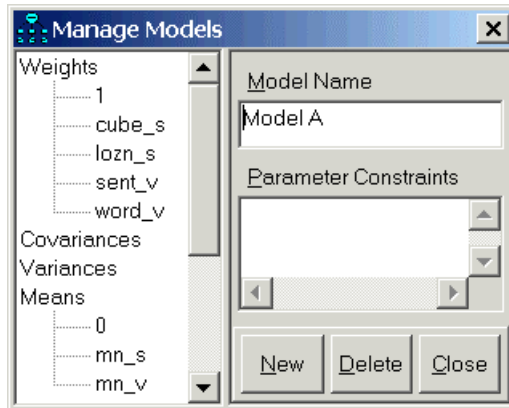 Manage Models
Weights
1
cube_s
lozn_s
sent_v
word_v
Covariances
Variances
Means
0
mn_s
mn_v
Model Name
Model A
Parameter Constraints
New
Delete
Close